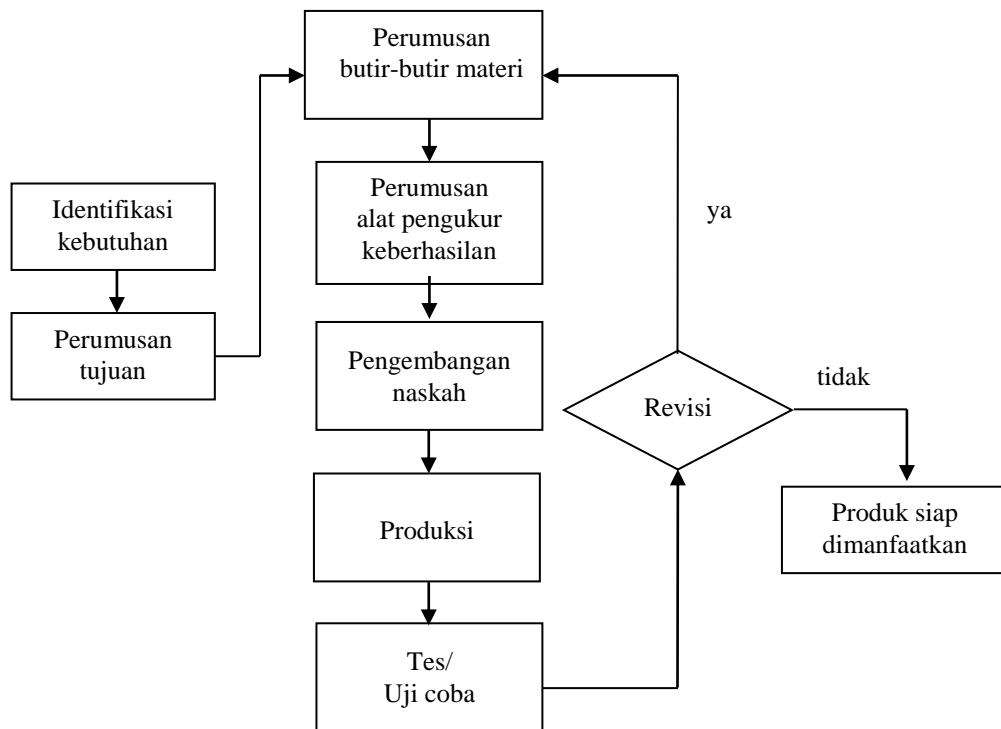 Identifikasi
kebutuhan
Perumusan
tujuan
Perumusan
butir-butir materi
Perumusan
alat pengukur
keberhasilan
Pengembangan
naskah
Produksi
Tes/
Uji coba
Revisi
ya
tidak
Produk siap
dimanfaatkan